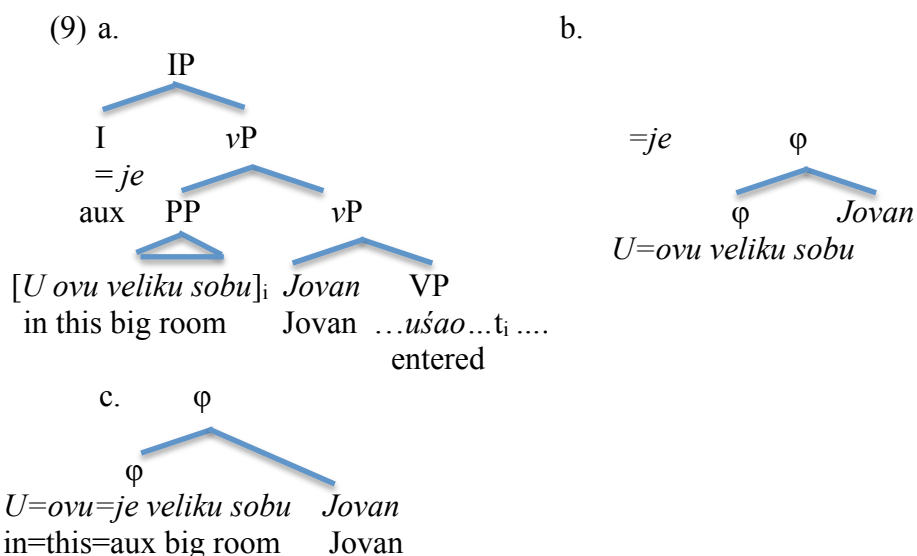 (9) a.
IP
I vP
= je
aux PP vP
[U ovu veliku sobu]i Jovan VP
in this big room Jovan …uśao…ti ….
entered
b.
=je φ
φ Jovan
U=ovu veliku sobu
c. φ
φ
U=ovu=je veliku sobu Jovan
in=this=aux big room Jovan